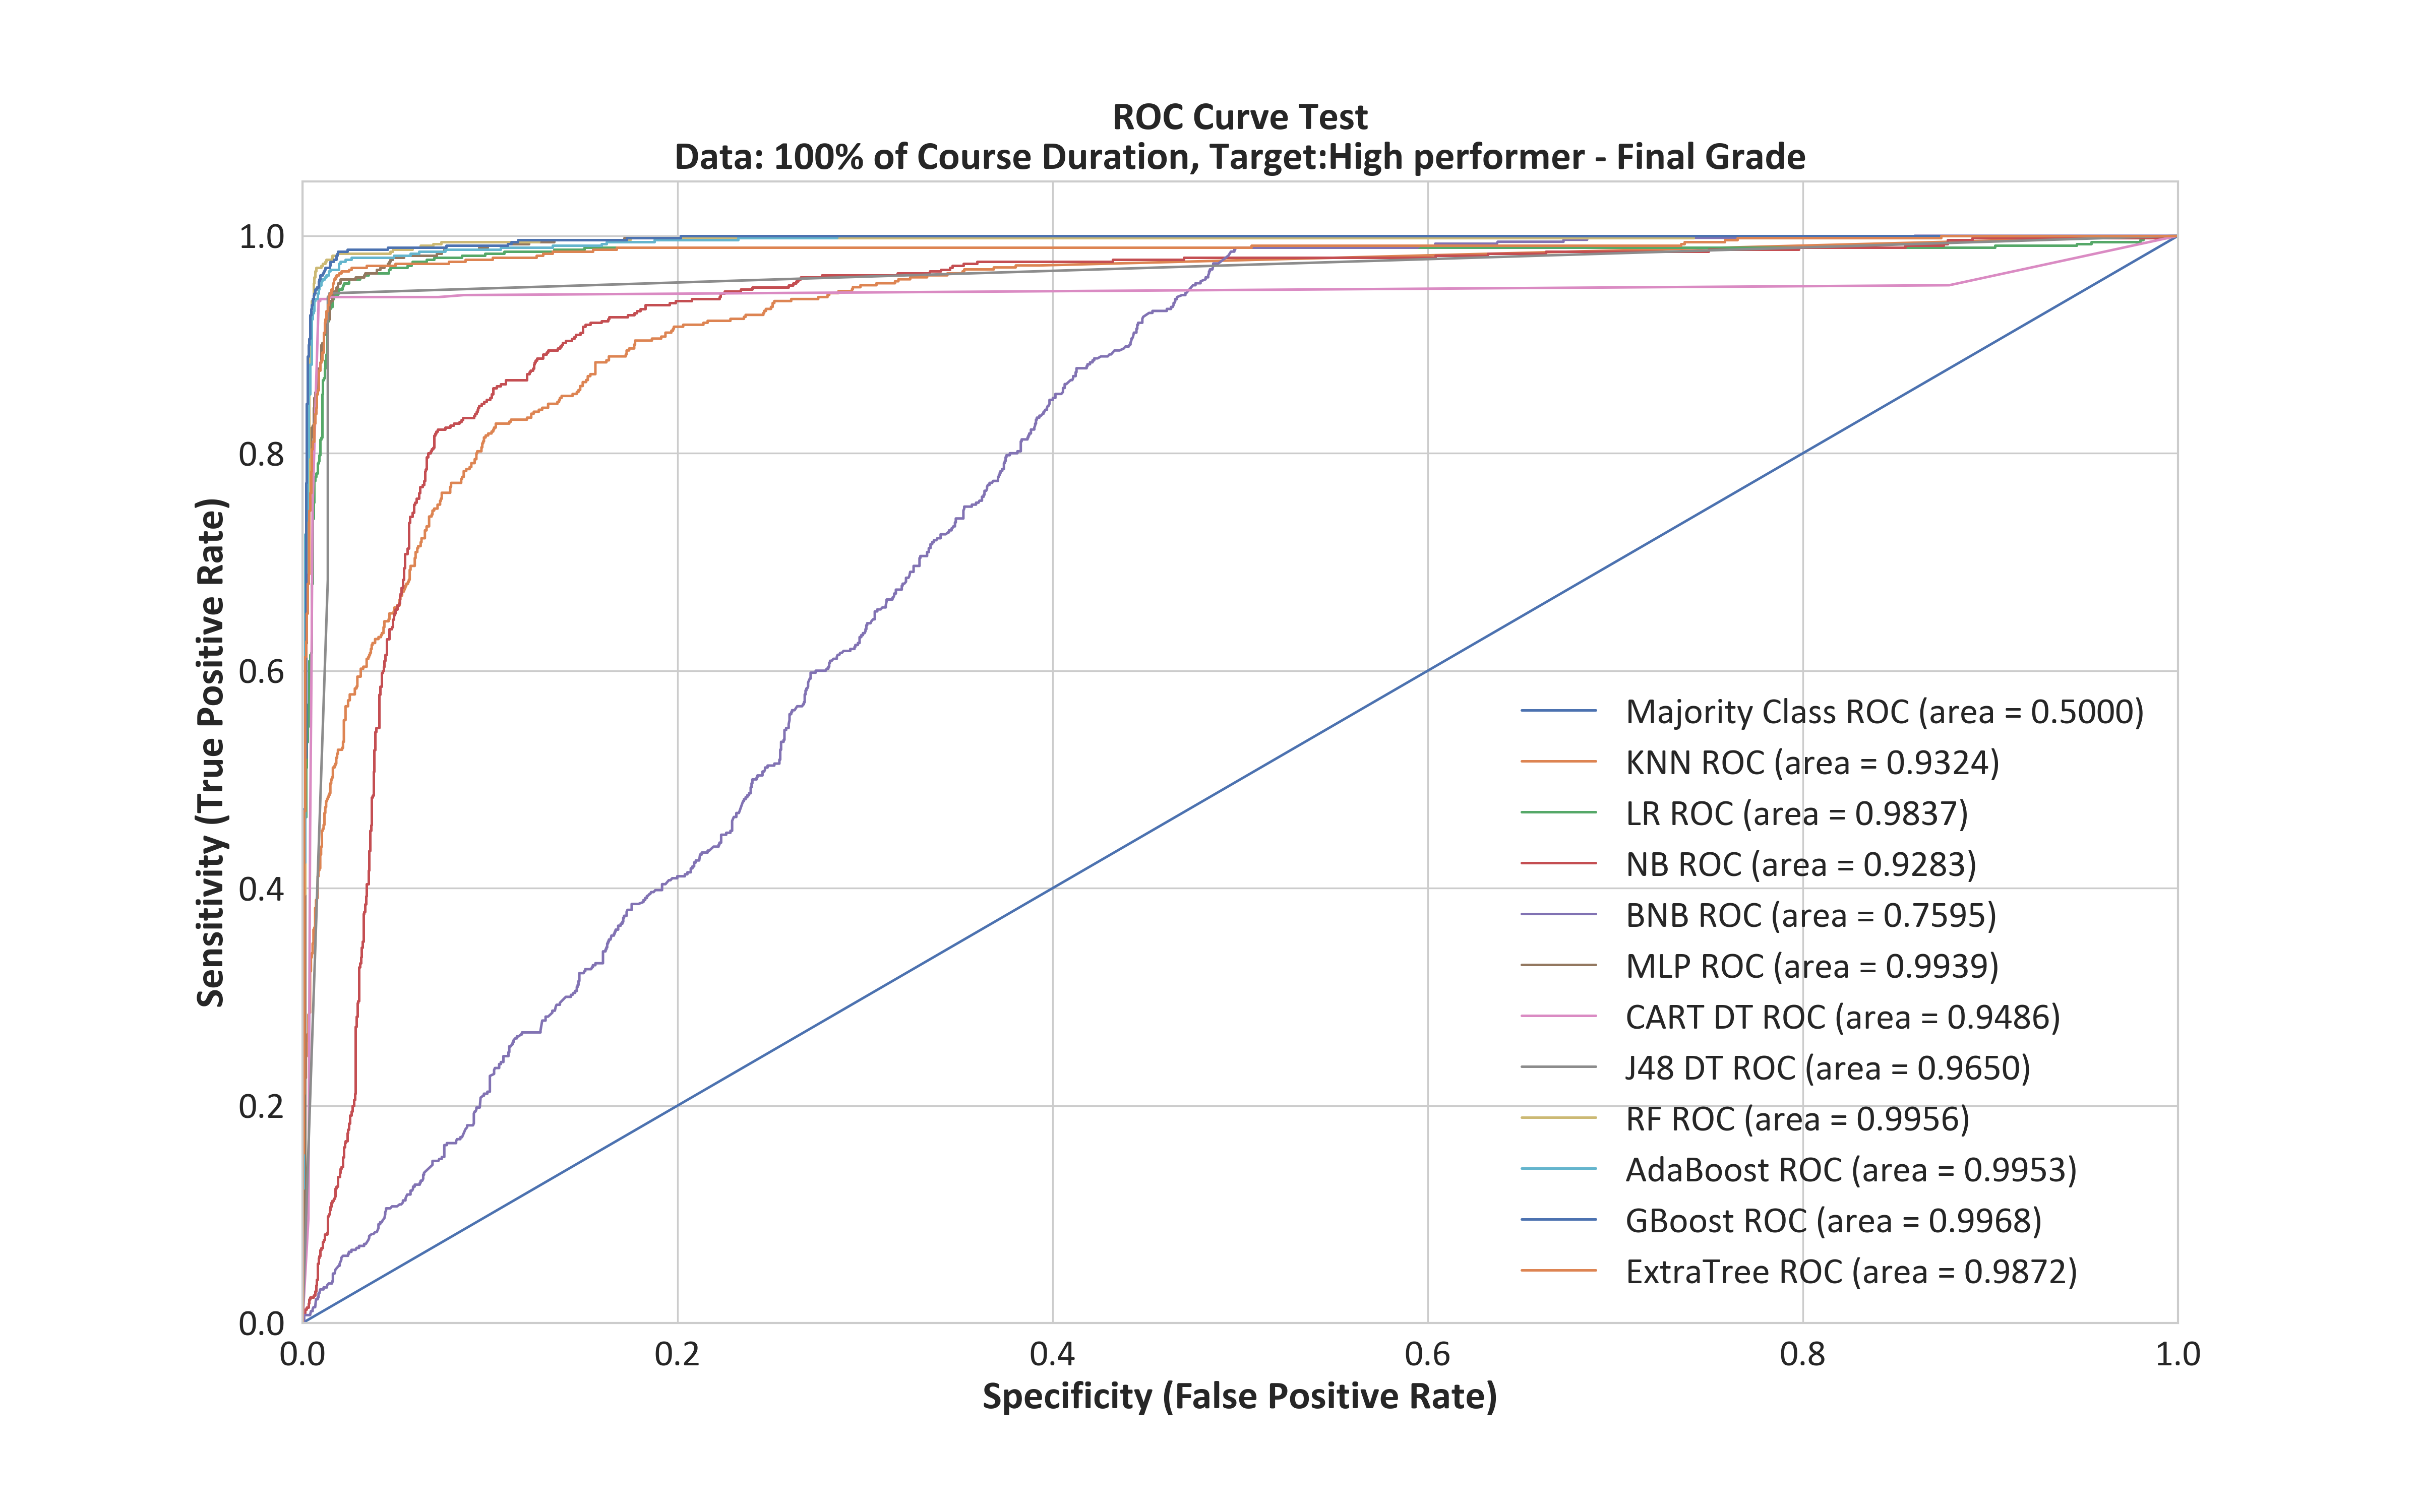 ROC Curve Test
Data: 100% of Course Duration, Target:High performer - Final Grade
Sensitivity (True Positive Rate)
1.0
0.8
0.6
0.4
0.2
0.0
Majority Class ROC (area = 0.5000)
KNN ROC (area = 0.9324)
LR ROC (area = 0.9837)
NB ROC (area = 0.9283)
BNB ROC (area = 0.7595)
MLP ROC (area = 0.9939)
CART DT ROC (area = 0.9486)
J48 DT ROC (area = 0.9650)
RF ROC (area = 0.9956)
AdaBoost ROC (area = 0.9953)
GBoost ROC (area = 0.9968)
ExtraTree ROC (area = 0.9872)
0.0 0.2 0.4 0.6 0.8 1.0
Specificity (False Positive Rate)